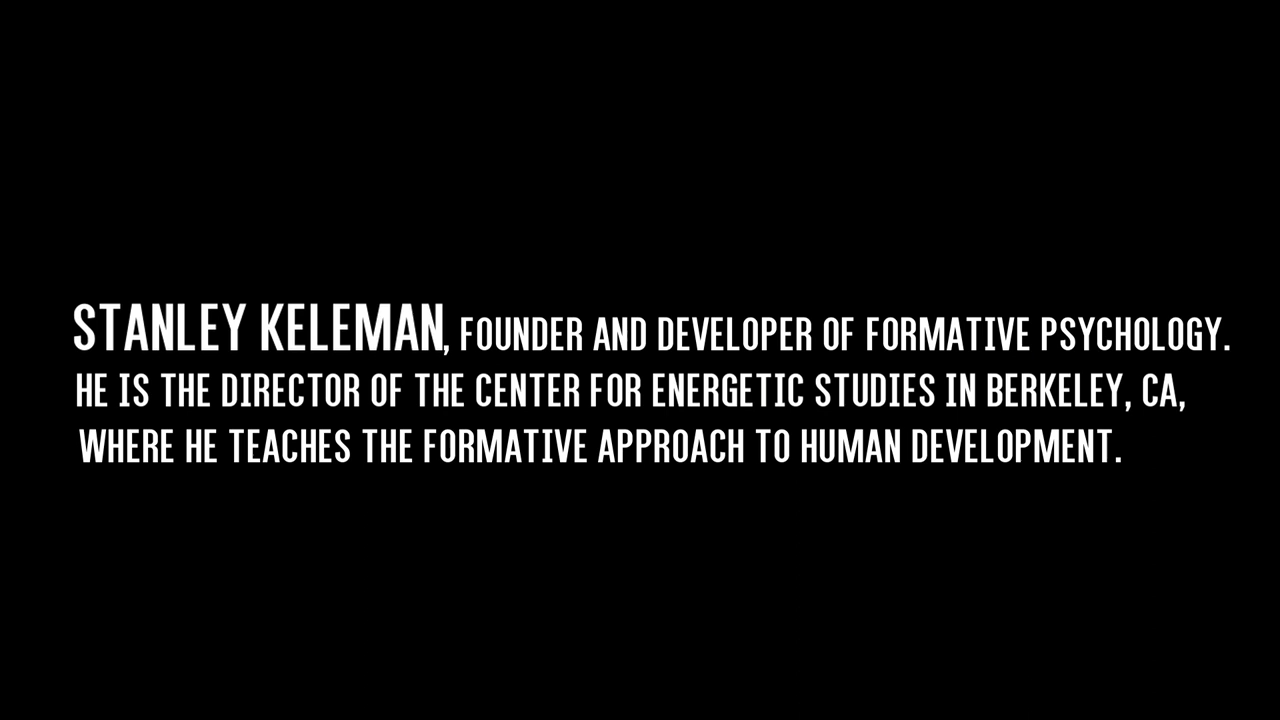 STANLEY KELEMAN, FOUNDER AND DEVELOPER OF FORMATIVE PSYCHOLOGY.
HE IS THE DIRECTOR OF THE CENTER FOR ENERGETIC STUDIES IN BERKELEY, CA,
WHERE HE TEACHES THE FORMATIVE APPROACH TO HUMAN DEVELOPMENT.